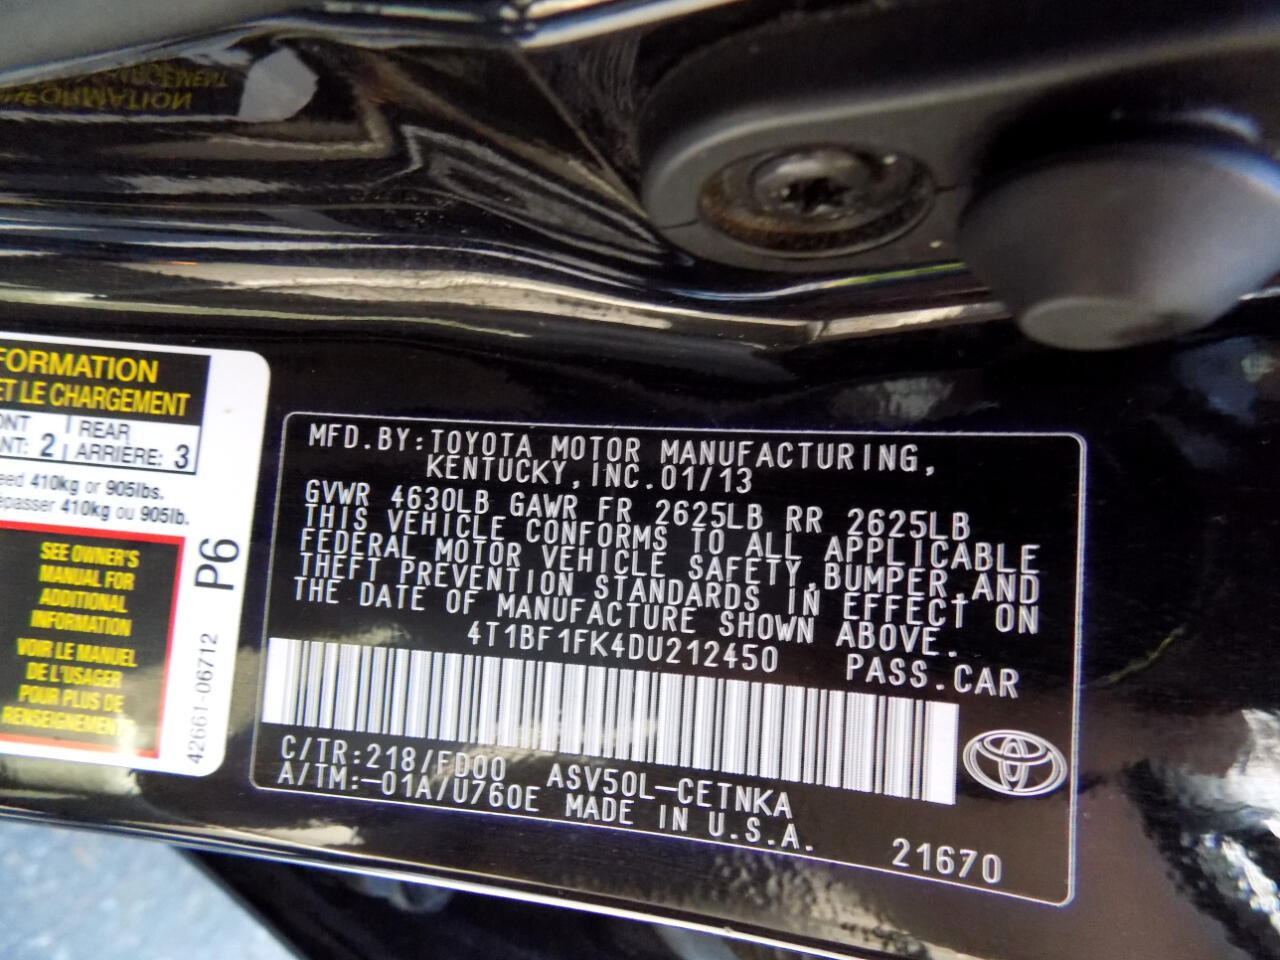 FORMATION
ET LE CHARGEMENT
REAR
2 ARRIÈRE: 3
410kg or 905lbs.
410kg ou 905lb.
SEE OWNER'S
MANUAL FOR
ADDITIONAL
INFORMATION
VOIR LE MANUEL
DE L'USAGER
POUR PLUS DE
RENSEIGNEMENTS
P6
42661-06712
MFD.BY:TOYOTA MOTOR MANUFACTURING,
KENTUCKY,INC.01/13
GVWR 4630LB GAWR FR 2625LB RR 2625LB
THIS VEHICLE CONFORMS TO ALL APPLICABLE
FEDERAL MOTOR VEHICLE SAFETY,BUMPER,AND
THEFT PREVENTION STANDARDS IN EFFECT ON
THE DATE OF MANUFACTURE SHOWN ABOVE.
4T1BF1FK4DU212450 PASS.CAR
C/TR:218/FD00 ASV50L-CETNKA
A/TM:-01A/U760E MADE IN U.S.A.
21670